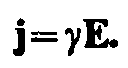 j = γE.